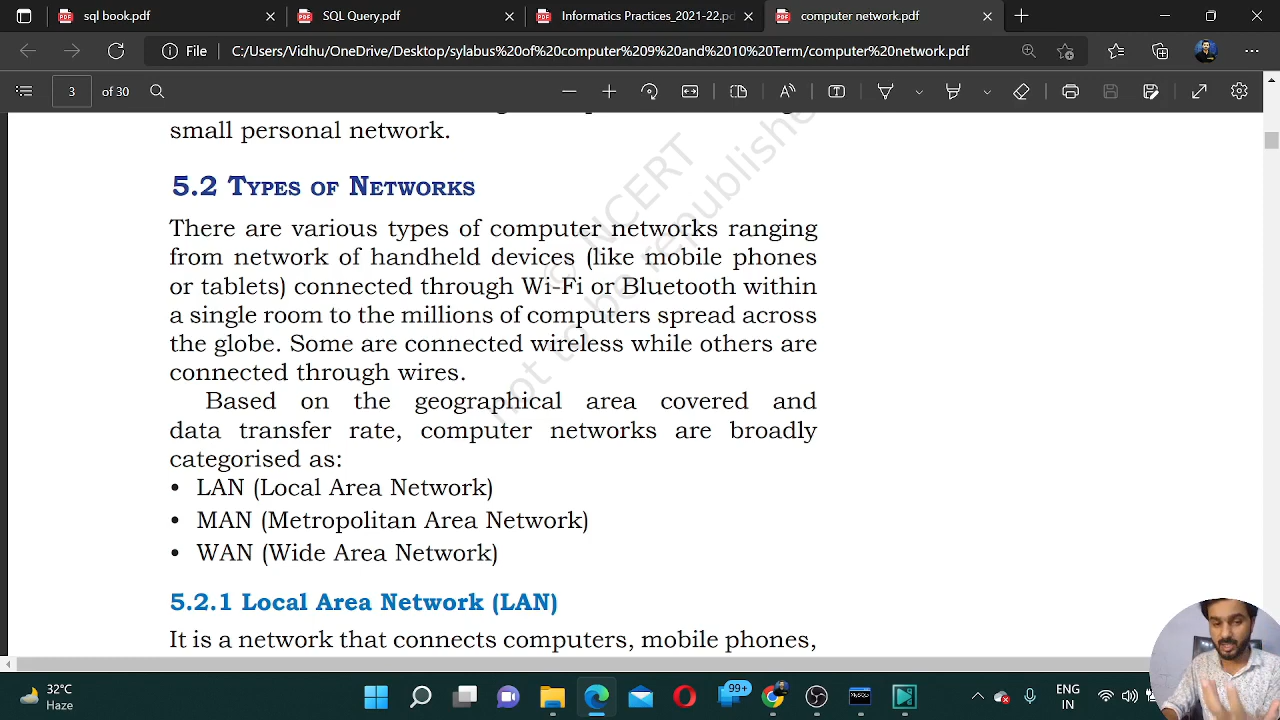 sql book.pdf
SQL Query.pdf
Informatics Practices_2021-22.pd
computer network.pdf
File
C:/Users/Vidhu/OneDrive/Desktop/sylabus%20of%20computer%209%20and%2010%20Term/computer%20network.pdf
3 of 30
small personal network.
5.2 TYPES OF NETWORKS
There are various types of computer networks ranging
from network of handheld devices (like mobile phones
or tablets) connected through Wi-Fi or Bluetooth within
a single room to the millions of computers spread across
the globe. Some are connected wireless while others are
connected through wires.
Based on the geographical area covered and
data transfer rate, computer networks are broadly
categorised as:
• LAN (Local Area Network)
• MAN (Metropolitan Area Network)
• WAN (Wide Area Network)
5.2.1 Local Area Network (LAN)
It is a network that connects computers, mobile phones,
© NCERT
not to be republishe
32°C
Haze
99+
ENG
IN